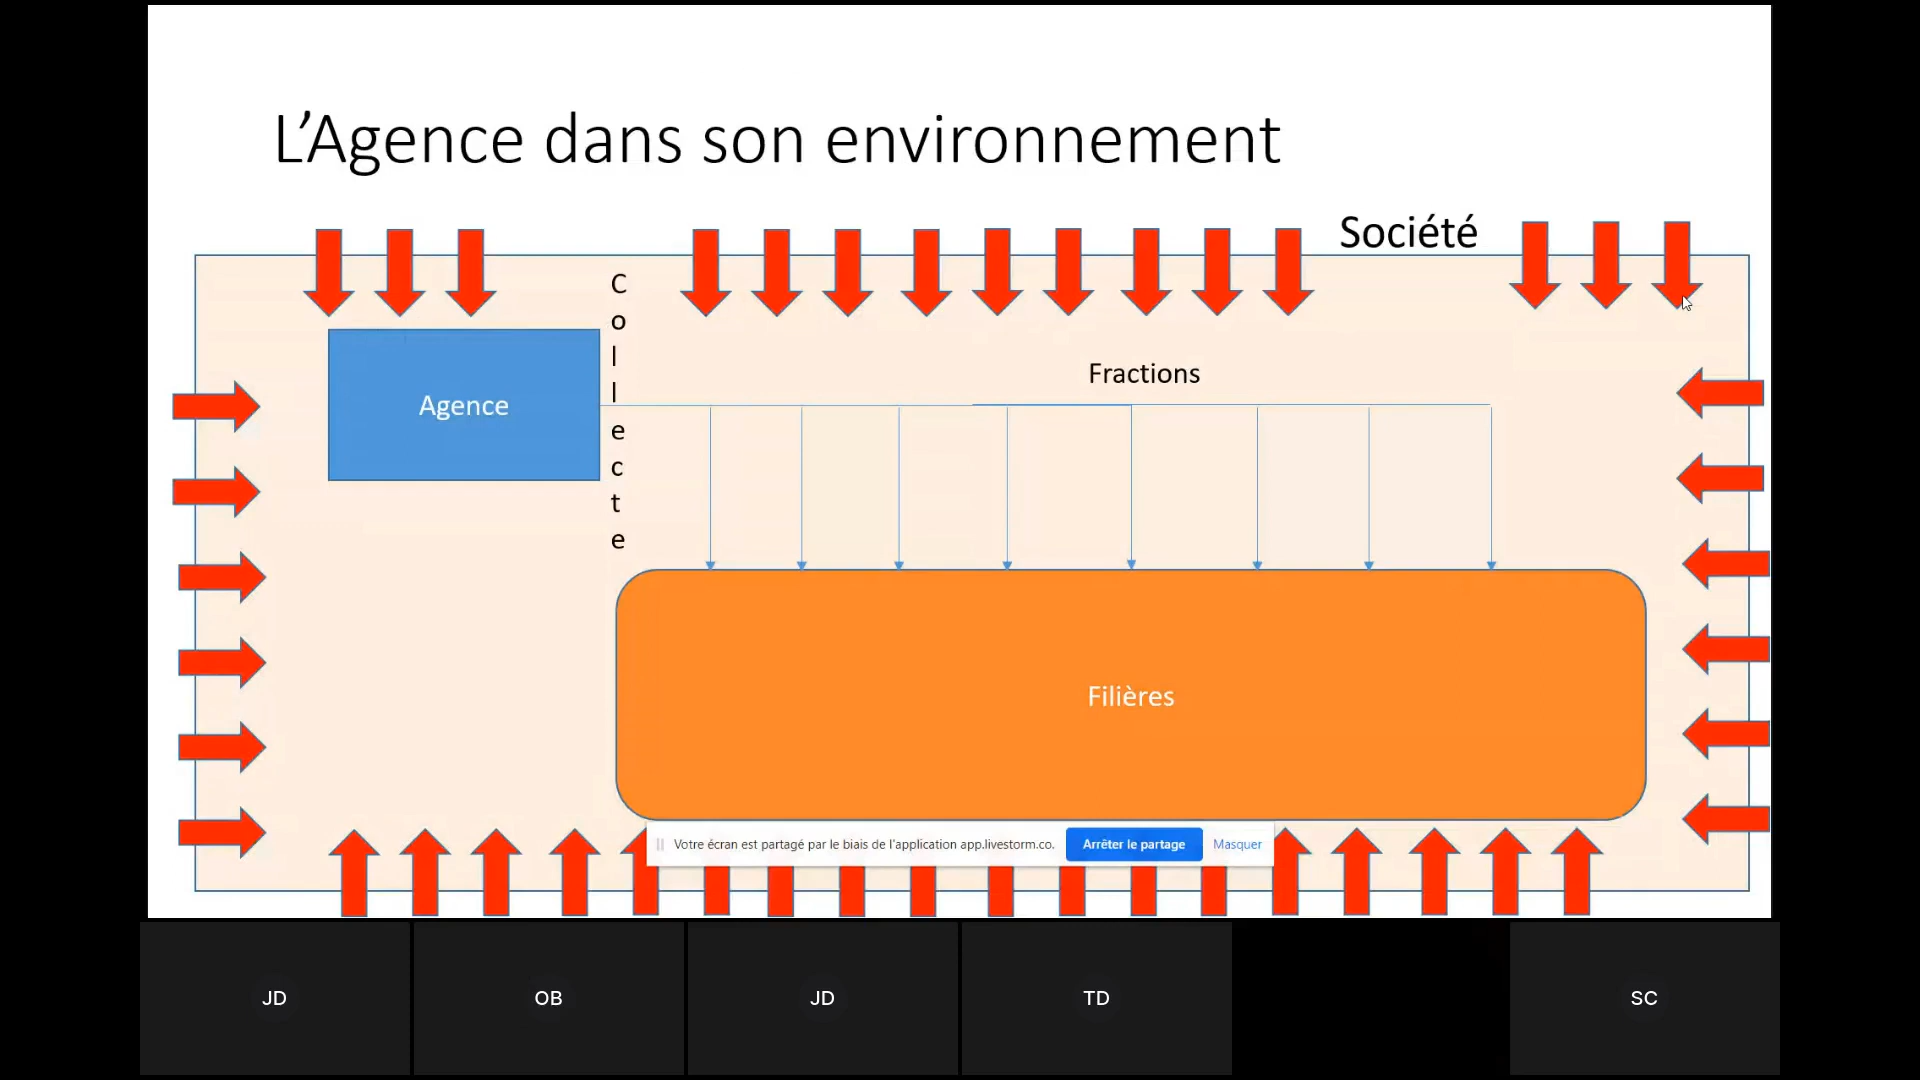 L'Agence dans son environnement
Société
C
o
l
l
e
c
t
e
Fractions
Agence
Filières
Votre écran est partagé par le biais de l'application app.livestorm.co.
Arrêter le partage
Masquer
JD
OB
JD
TD
SC